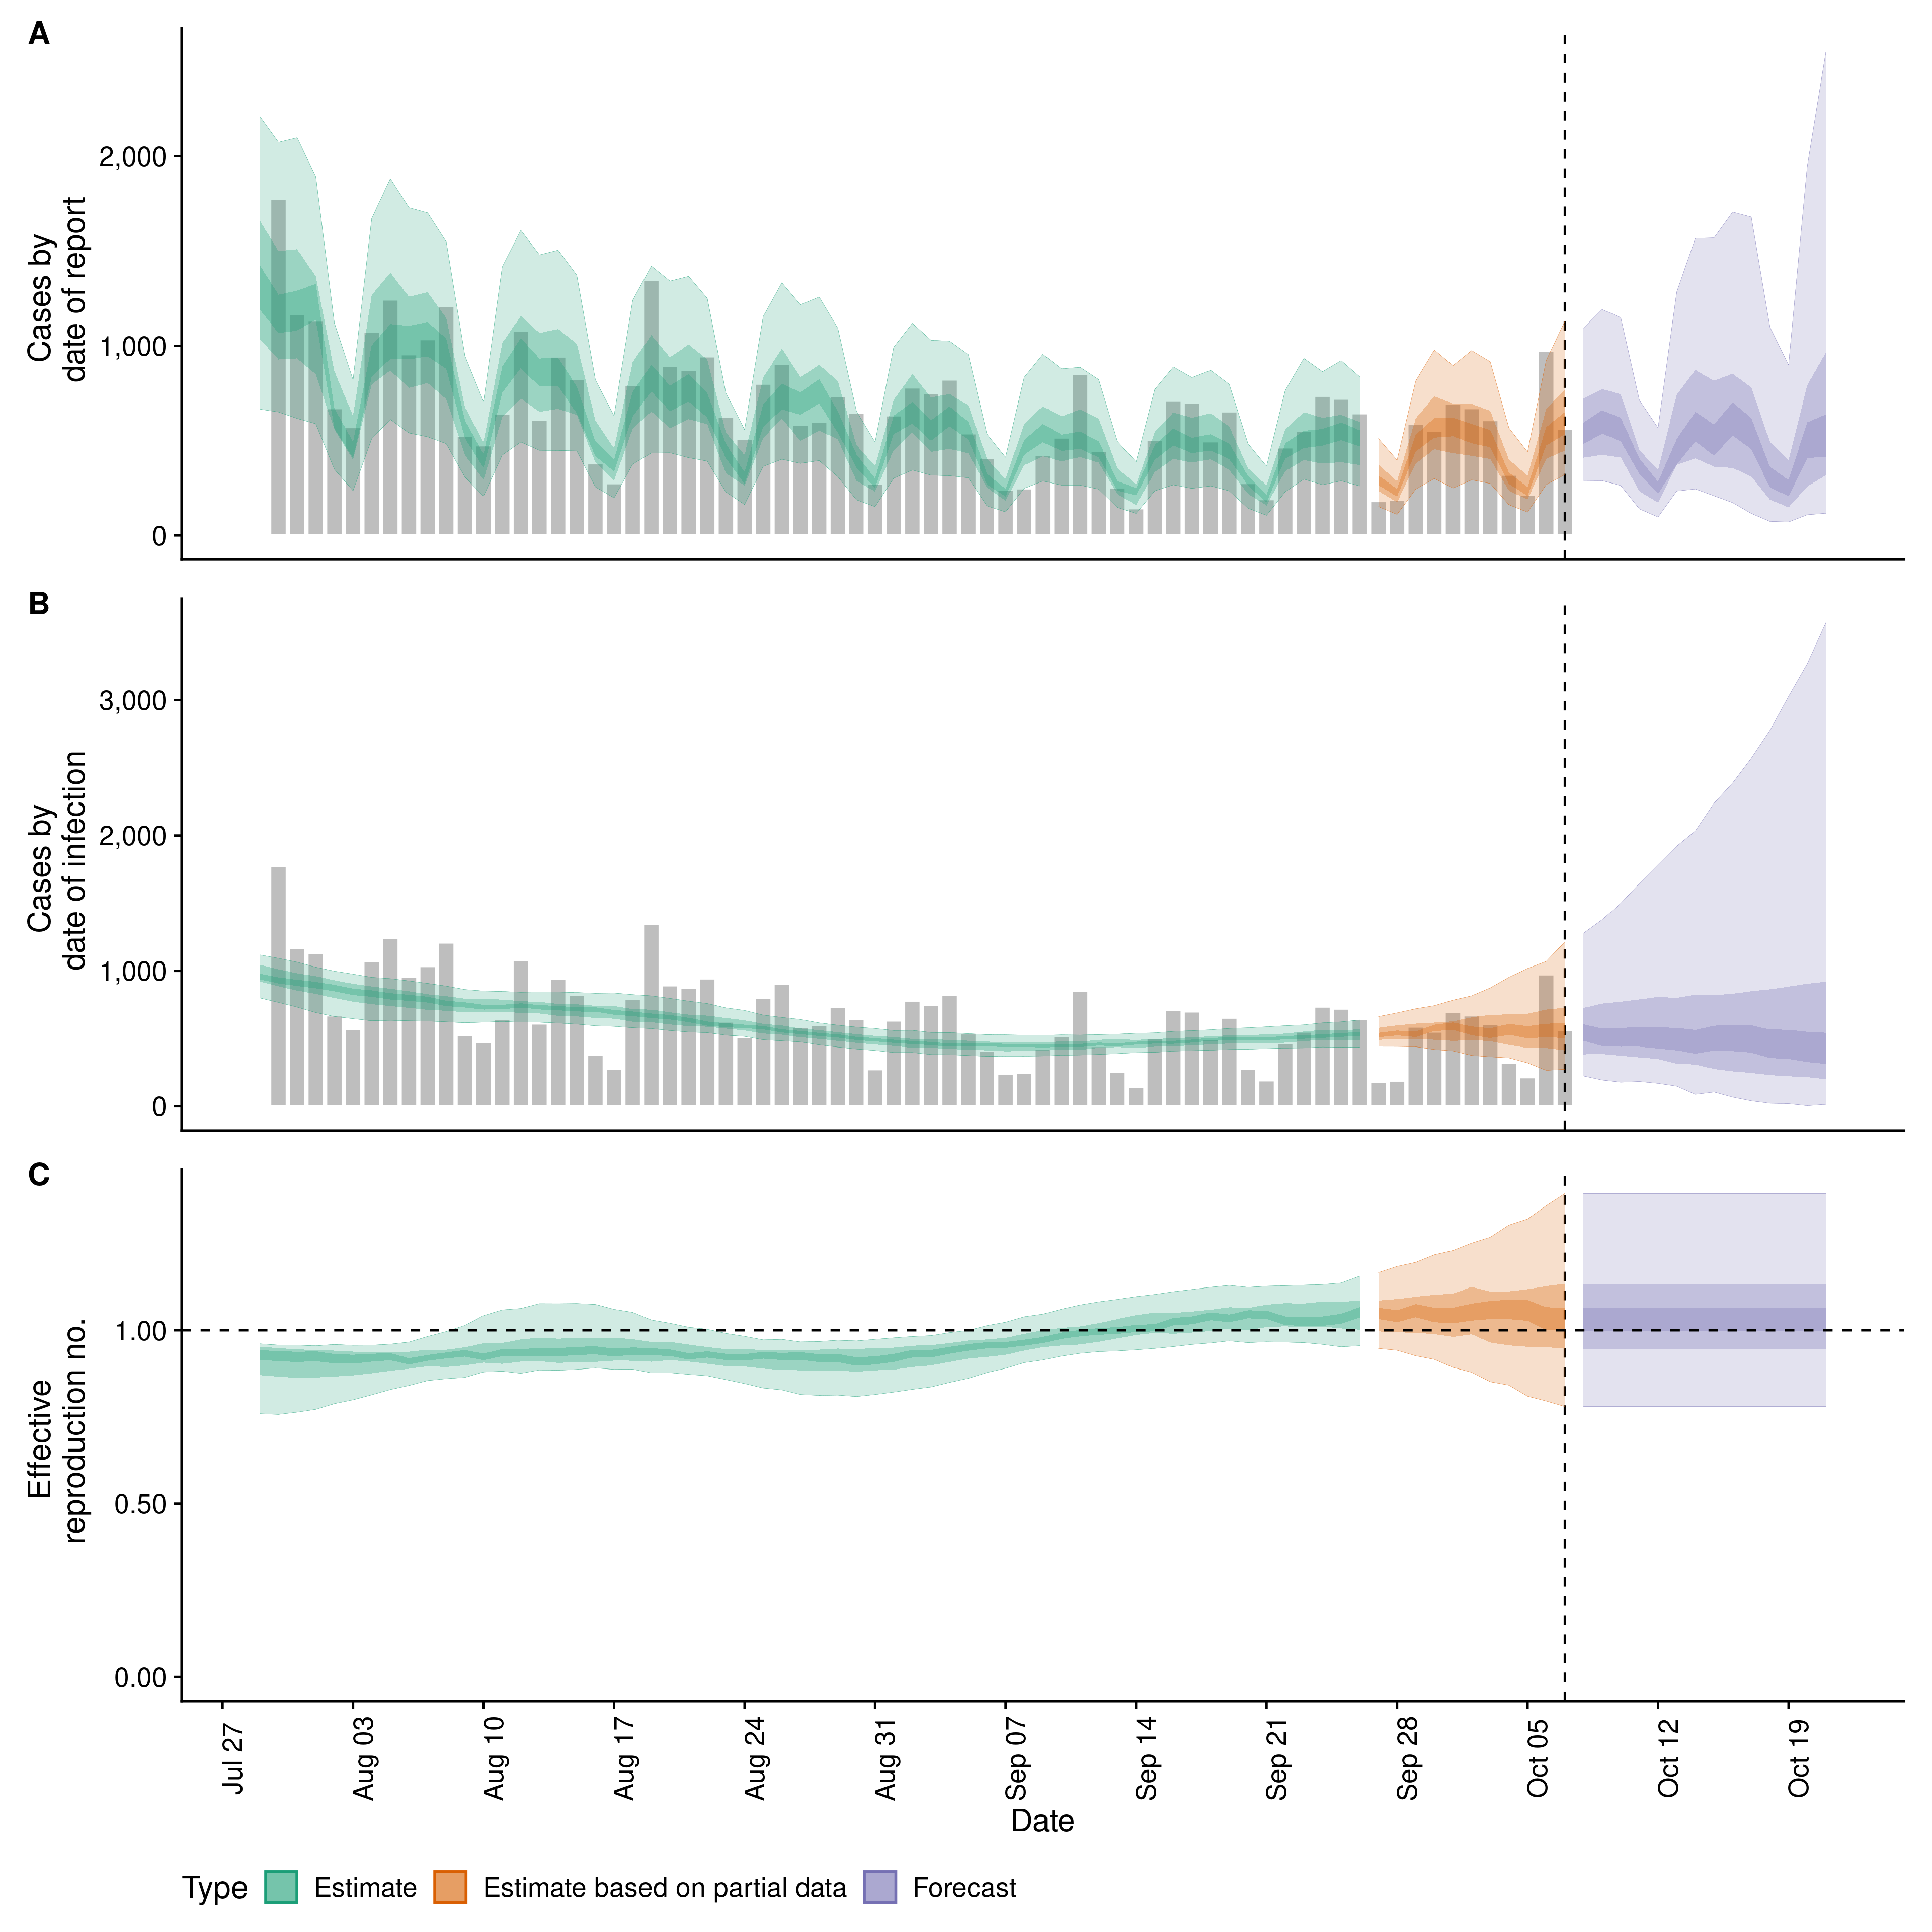 A
Cases by
date of report
2,000
1,000
0
B
Cases by
date of infection
3,000
2,000
1,000
0
C
Effective
reproduction no.
1.00
0.50
0.00
Jul 27
Aug 03
Aug 10
Aug 17
Aug 24
Aug 31
Sep 07
Sep 14
Sep 21
Sep 28
Oct 05
Oct 12
Oct 19
Date
Type Estimate Estimate based on partial data Forecast